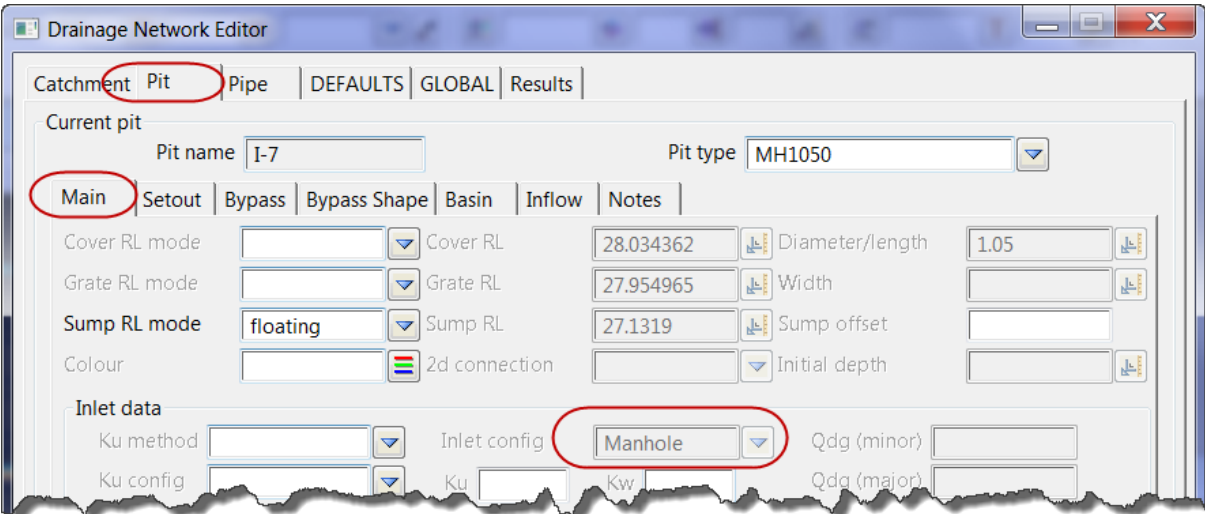 Drainage Network Editor
Catchment Pit Pipe DEFAULTS GLOBAL Results
Current pit
Pit name I-7 Pit type MH1050
Main Setout Bypass Bypass Shape Basin Inflow Notes
Cover RL mode Cover RL 28.034362 Diameter/length 1.05
Grate RL mode Grate RL 27.954965 Width
Sump RL mode floating Sump RL 27.1319 Sump offset
Colour 2d connection Initial depth
Inlet data
Ku method Inlet config Manhole Qdg (minor)
Ku config Ku Kw Qdg (major)